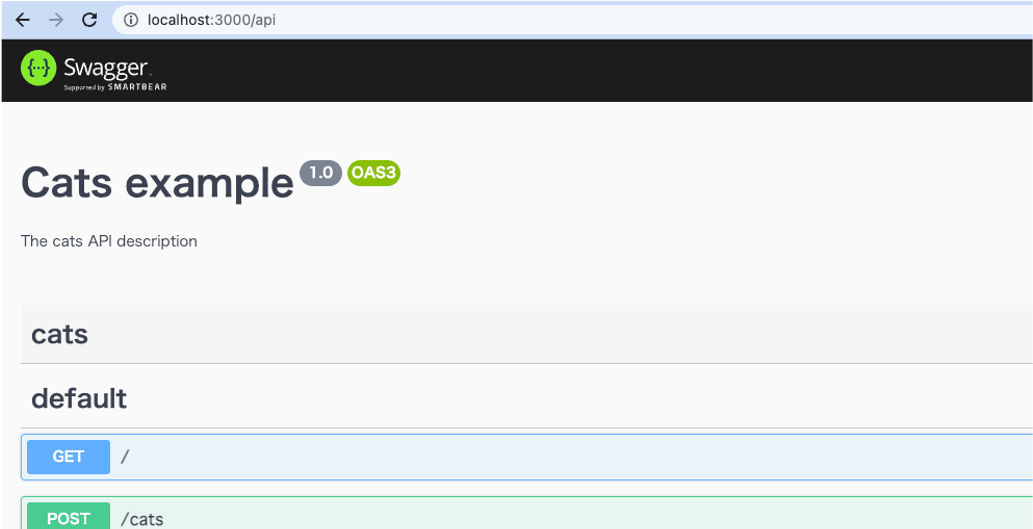 localhost:3000/api
{···} Swagger
Supported by SMARTBEAR
Cats example 1.0 OAS3
The cats API description
cats
default
GET /
POST /cats